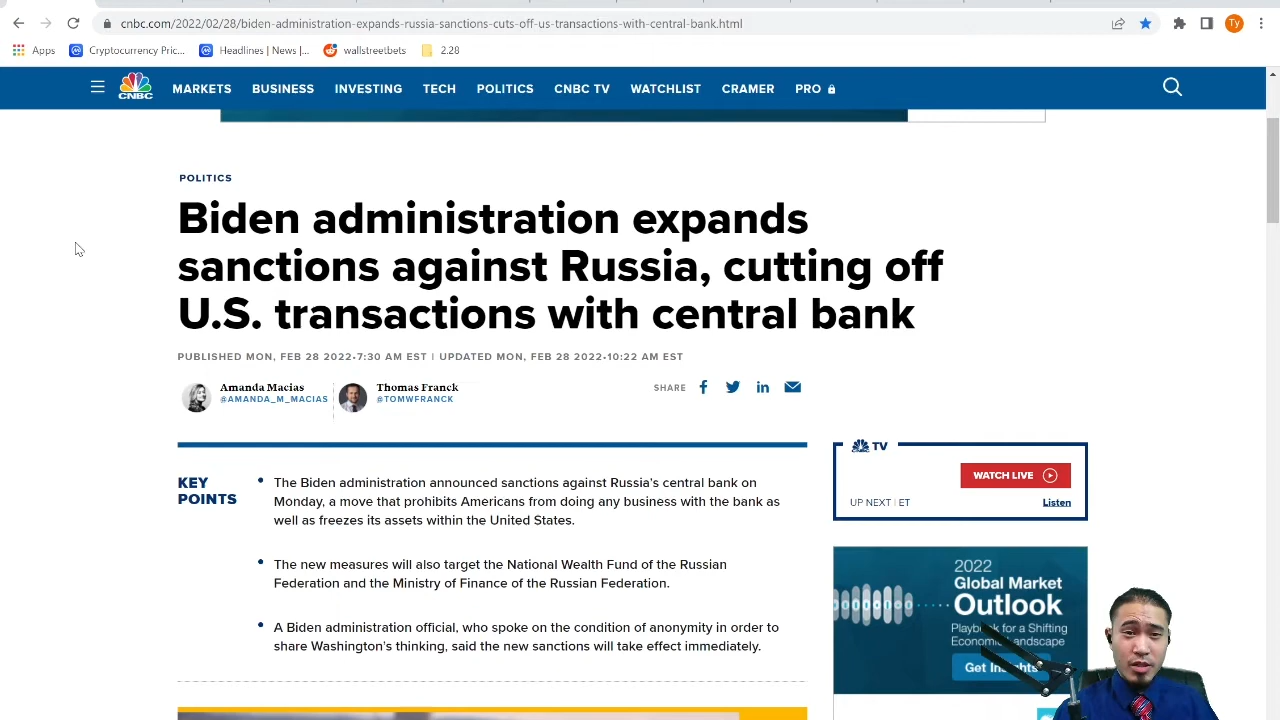 cnbc.com/2022/02/28/biden-administration-expands-russia-sanctions-cuts-off-us-transactions-with-central-bank.html
Ty
Apps Cryptocurrency Pric... Headlines | News |... wallstreetbets 2.28
CNBC MARKETS BUSINESS INVESTING TECH POLITICS CNBC TV WATCHLIST CRAMER PRO
POLITICS
Biden administration expands
sanctions against Russia, cutting off
U.S. transactions with central bank
PUBLISHED MON, FEB 28 2022•7:30 AM EST | UPDATED MON, FEB 28 2022•10:22 AM EST
Amanda Macias
@AMANDA_M_MACIAS
Thomas Franck
@TOMWFRANCK
SHARE
KEY
POINTS
The Biden administration announced sanctions against Russia's central bank on
Monday, a move that prohibits Americans from doing any business with the bank as
well as freezes its assets within the United States.
The new measures will also target the National Wealth Fund of the Russian
Federation and the Ministry of Finance of the Russian Federation.
A Biden administration official, who spoke on the condition of anonymity in order to
share Washington's thinking, said the new sanctions will take effect immediately.
TV
WATCH LIVE
UP NEXT | ET
Listen
2022
Global Market
Outlook
Playbook for a Shifting
Economic Landscape
Get Insights